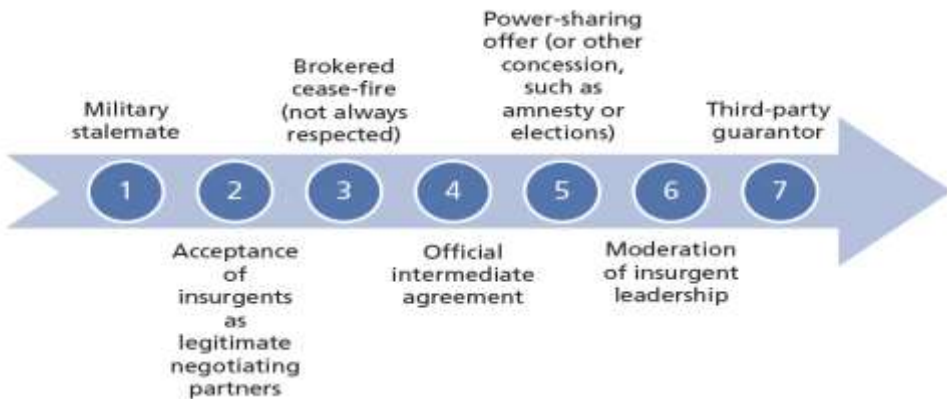 Military
stalemate
1
Acceptance
of
insurgents
as
legitimate
negotiating
partners
2
Brokered
cease-fire
(not always
respected)
3
Official
intermediate
agreement
4
Power-sharing
offer (or other
concession,
such as
amnesty or
elections)
5
Moderation
of insurgent
leadership
6
Third-party
guarantor
7